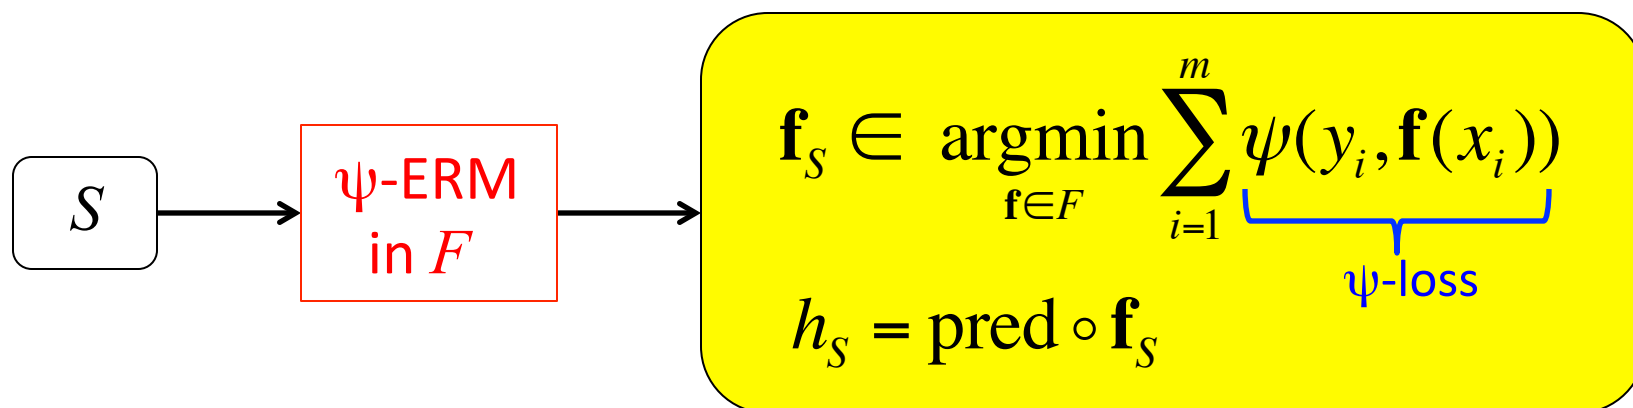 S
ψ-ERM
in F
f_S ∈ argmin_{f∈F} ∑_{i=1}^{m} ψ(y_i, f(x_i))
ψ-loss
h_S = pred ∘ f_S